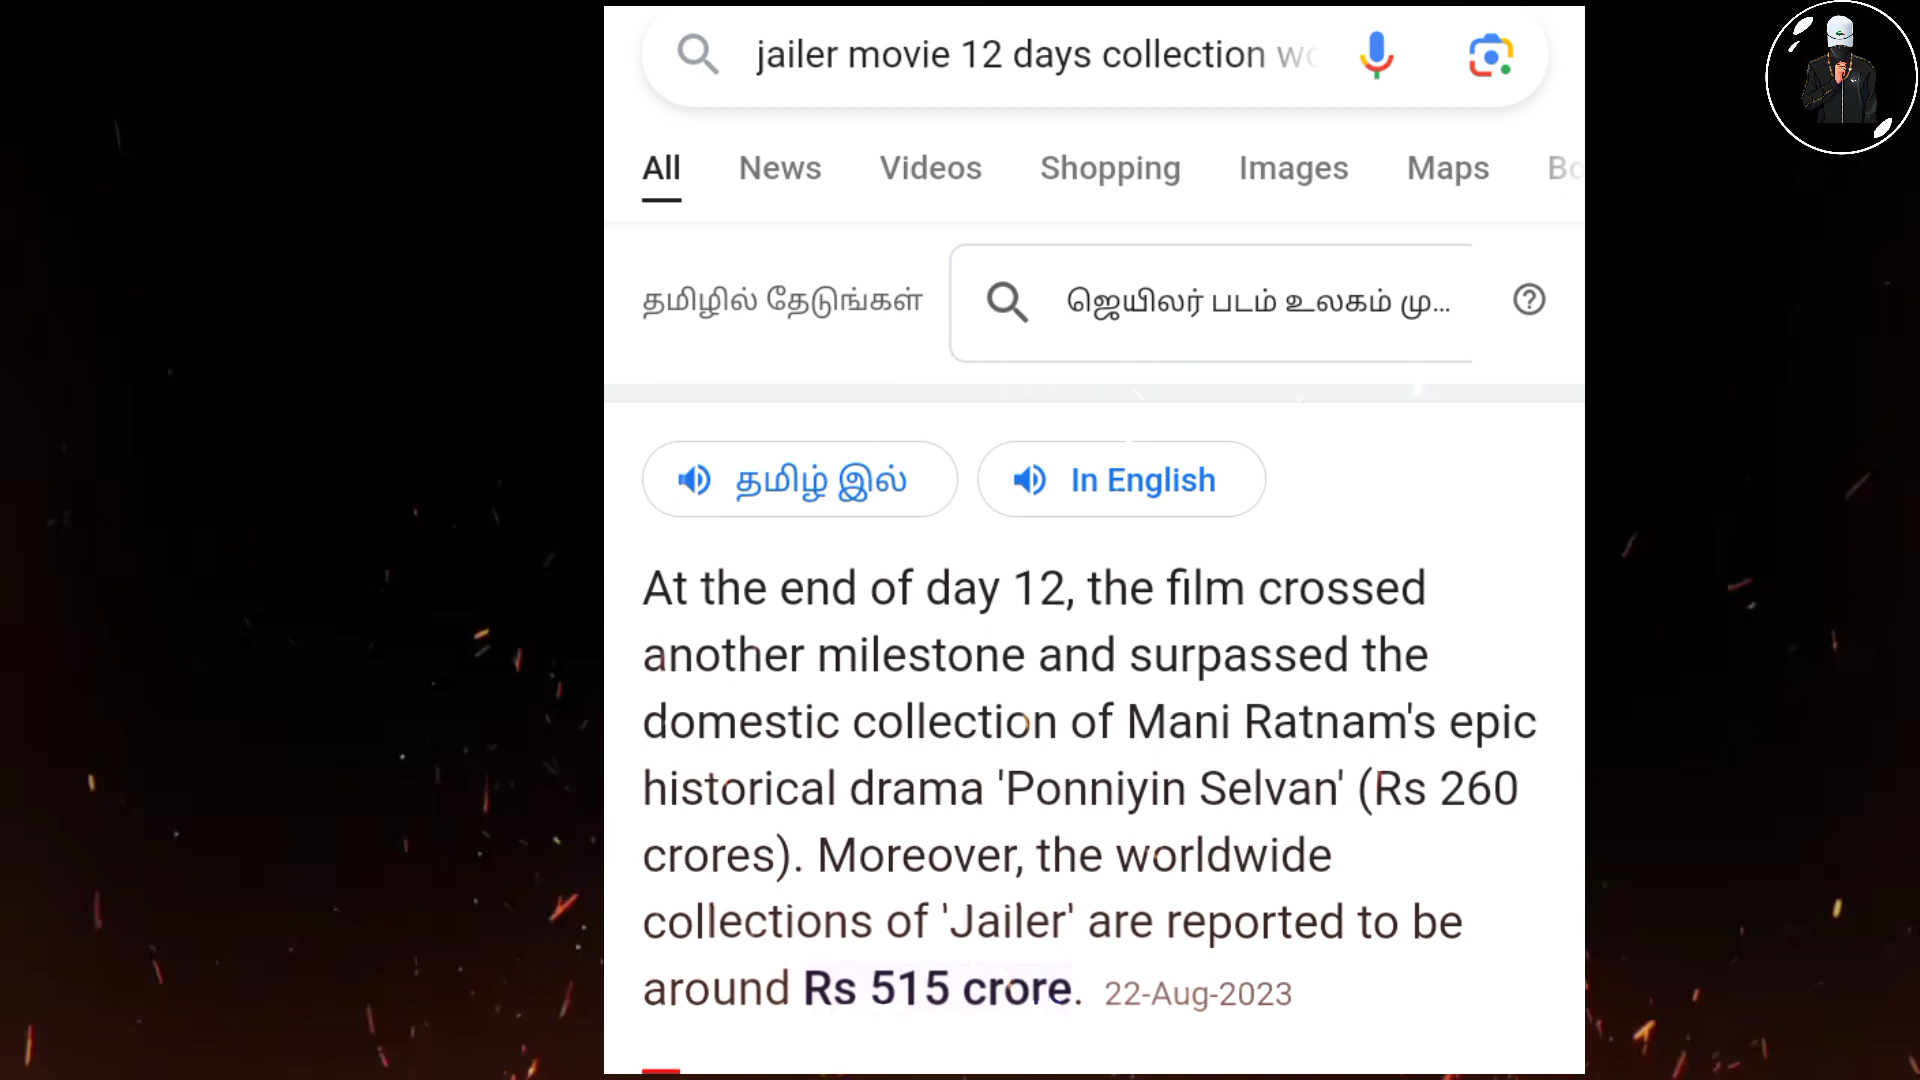 jailer movie 12 days collection
All News Videos Shopping Images Maps
தமிழில் தேடுங்கள் ஜெயிலர் படம் உலகம் மு...
தமிழ் இல் In English
At the end of day 12, the film crossed
another milestone and surpassed the
domestic collection of Mani Ratnam's epic
historical drama 'Ponniyin Selvan' (Rs 260
crores). Moreover, the worldwide
collections of 'Jailer' are reported to be
around Rs 515 crore. 22-Aug-2023